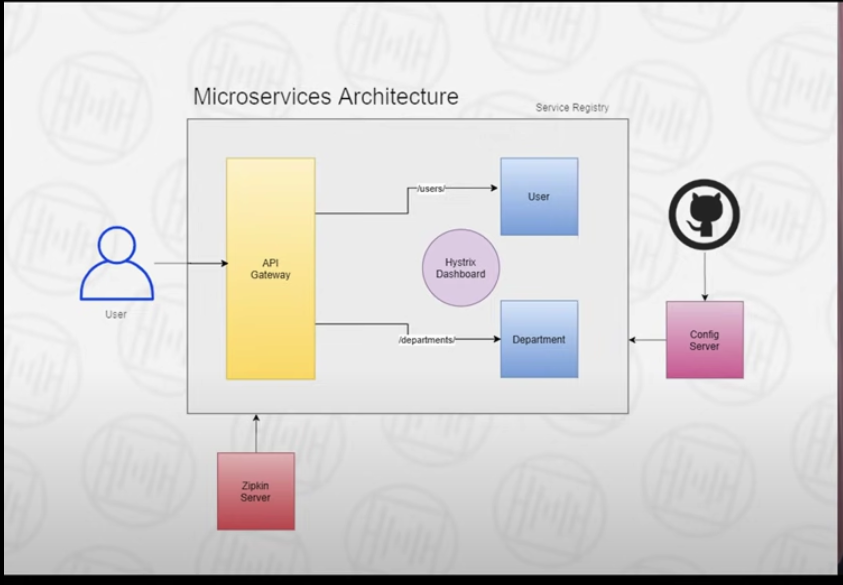 Microservices Architecture
Service Registry
/users/
User
API
Gateway
Hystrix
Dashboard
User
/departments/
Department
Config
Server
Zipkin
Server